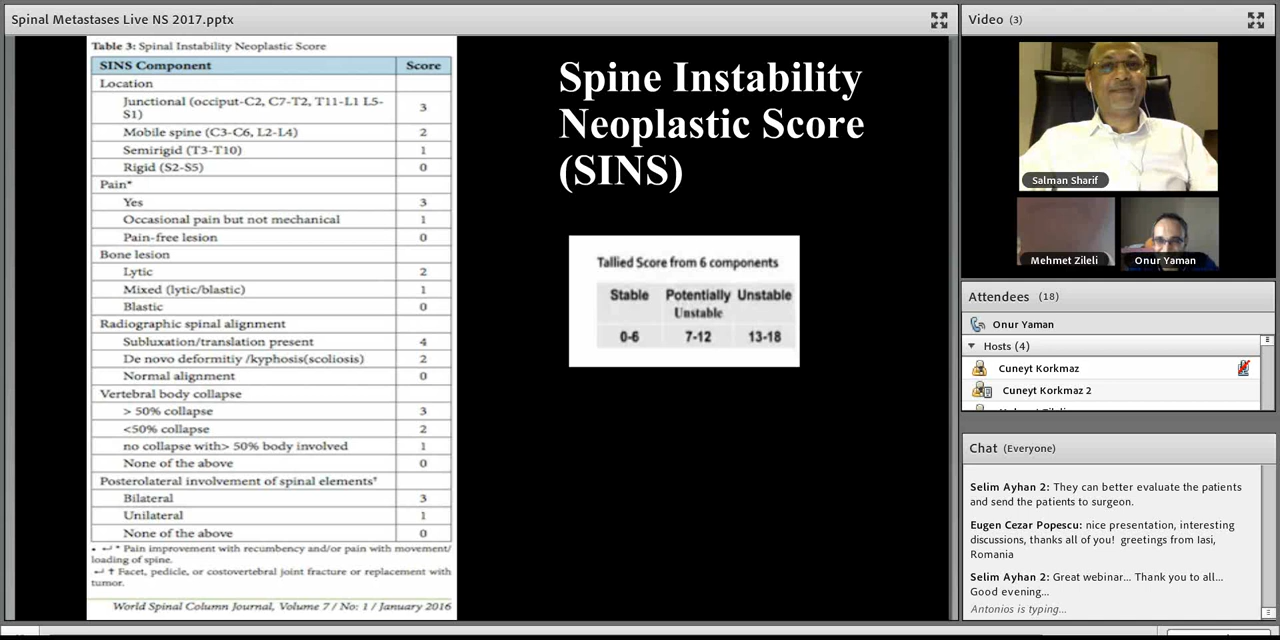 Spinal Metastases Live NS 2017.pptx
Table 3: Spinal Instability Neoplastic Score
SINS Component Score
Location
Junctional (occiput-C2, C7-T2, T11-L1 L5-
S1) 3
Mobile spine (C3-C6, L2-L4) 2
Semirigid (T3-T10) 1
Rigid (S2-S5) 0
Pain*
Yes 3
Occasional pain but not mechanical 1
Pain-free lesion 0
Bone lesion
Lytic 2
Mixed (lytic/blastic) 1
Blastic 0
Radiographic spinal alignment
Subluxation/translation present 4
De novo deformitiy /kyphosis(scoliosis) 2
Normal alignment 0
Vertebral body collapse
> 50% collapse 3
<50% collapse 2
no collapse with> 50% body involved 1
None of the above 0
Posterolateral involvement of spinal elements†
Bilateral 3
Unilateral 1
None of the above 0
• ↵ * Pain improvement with recumbency and/or pain with movement/
loading of spine.
↵ † Facet, pedicle, or costovertebral joint fracture or replacement with
tumor.
World Spinal Column Journal, Volume 7 / No: 1 / January 2016
Spine Instability
Neoplastic Score
(SINS)
Tallied Score from 6 components
Stable Potentially Unstable
Unstable
0-6 7-12 13-18
Video (3)
Salman Sharif
Mehmet Zileli Onur Yaman
Attendees (18)
Onur Yaman
Hosts (4)
Cuneyt Korkmaz
Cuneyt Korkmaz 2
Chat (Everyone)
Selim Ayhan 2: They can better evaluate the patients
and send the patients to surgeon.
Eugen Cezar Popescu: nice presentation, interesting
discussions, thanks all of you! greetings from Iasi,
Romania
Selim Ayhan 2: Great webinar... Thank you to all...
Good evening...
Antonios is typing...